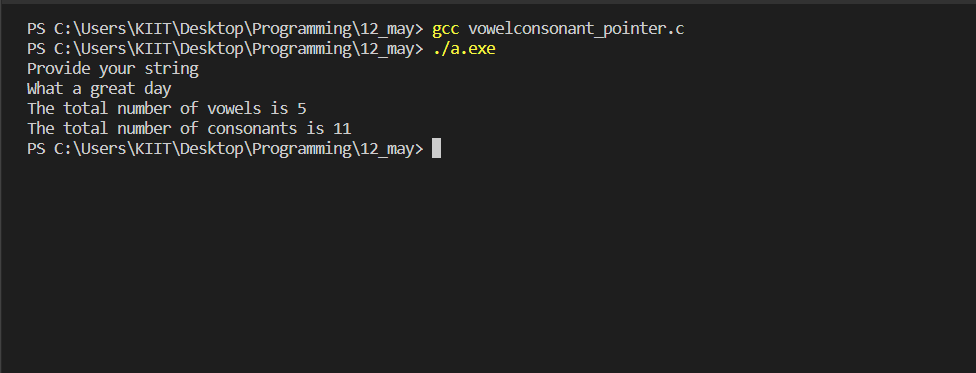 PS C:\Users\KIIT\Desktop\Programming\12_may> gcc vowelconsonant_pointer.c
PS C:\Users\KIIT\Desktop\Programming\12_may> ./a.exe
Provide your string
What a great day
The total number of vowels is 5
The total number of consonants is 11
PS C:\Users\KIIT\Desktop\Programming\12_may>